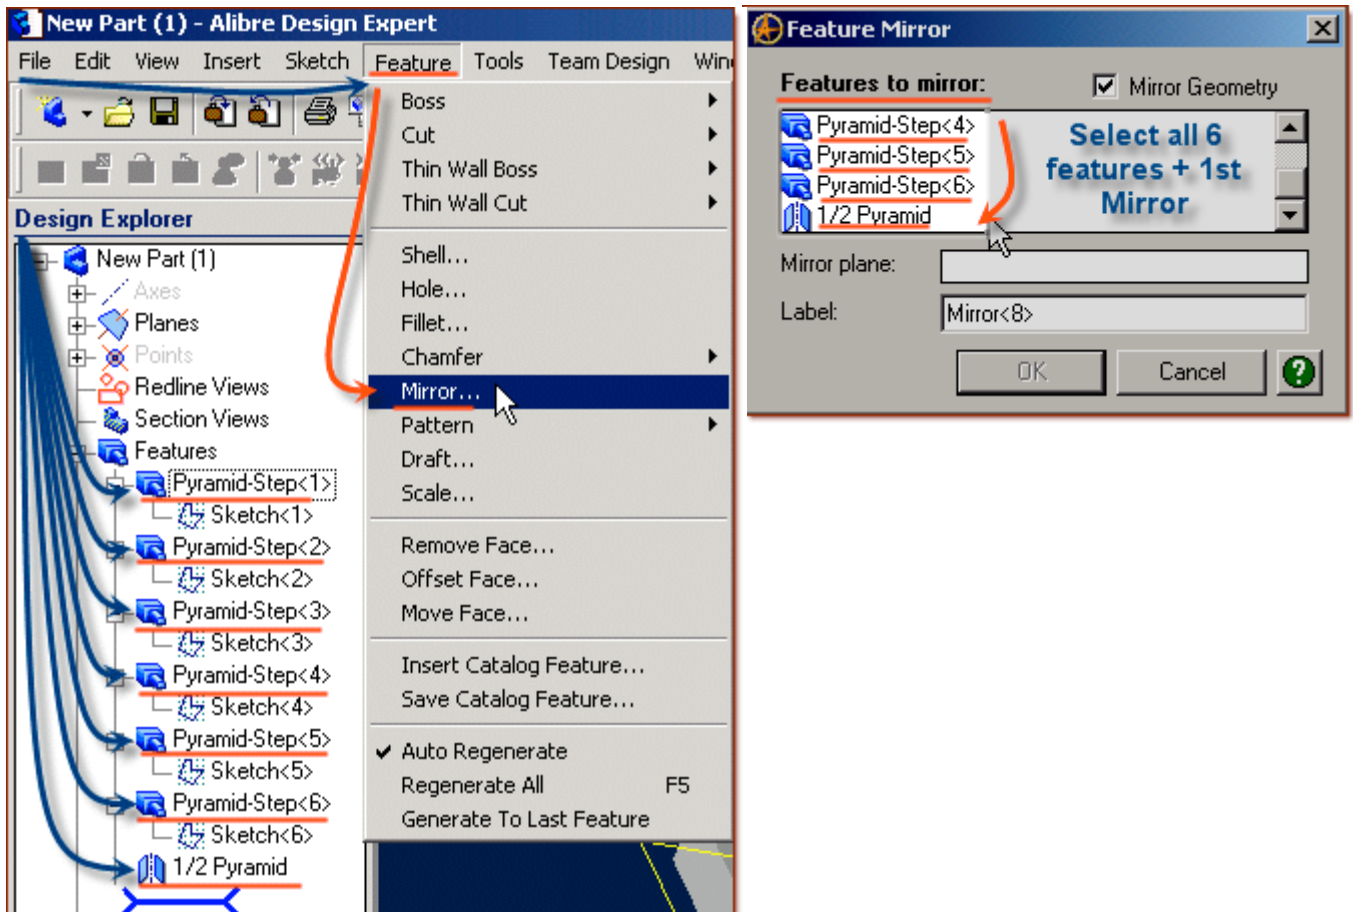 New Part (1) - Alibre Design Expert
File Edit View Insert Sketch Feature Tools Team Design
Boss
Cut
Thin Wall Boss
Thin Wall Cut
Shell...
Hole...
Fillet...
Chamfer
Mirror...
Pattern
Draft...
Scale...
Remove Face...
Offset Face...
Move Face...
Insert Catalog Feature...
Save Catalog Feature...
Auto Regenerate
Regenerate All F5
Generate To Last Feature
Design Explorer
New Part (1)
Axes
Planes
Points
Redline Views
Section Views
Features
Pyramid-Step<1>
Sketch<1>
Pyramid-Step<2>
Sketch<2>
Pyramid-Step<3>
Sketch<3>
Pyramid-Step<4>
Sketch<4>
Pyramid-Step<5>
Sketch<5>
Pyramid-Step<6>
Sketch<6>
1/2 Pyramid
Feature Mirror
Features to mirror:
Mirror Geometry
Pyramid-Step<4>
Pyramid-Step<5>
Pyramid-Step<6>
1/2 Pyramid
Select all 6
features + 1st
Mirror
Mirror plane:
Label:
Mirror<8>
OK
Cancel
?